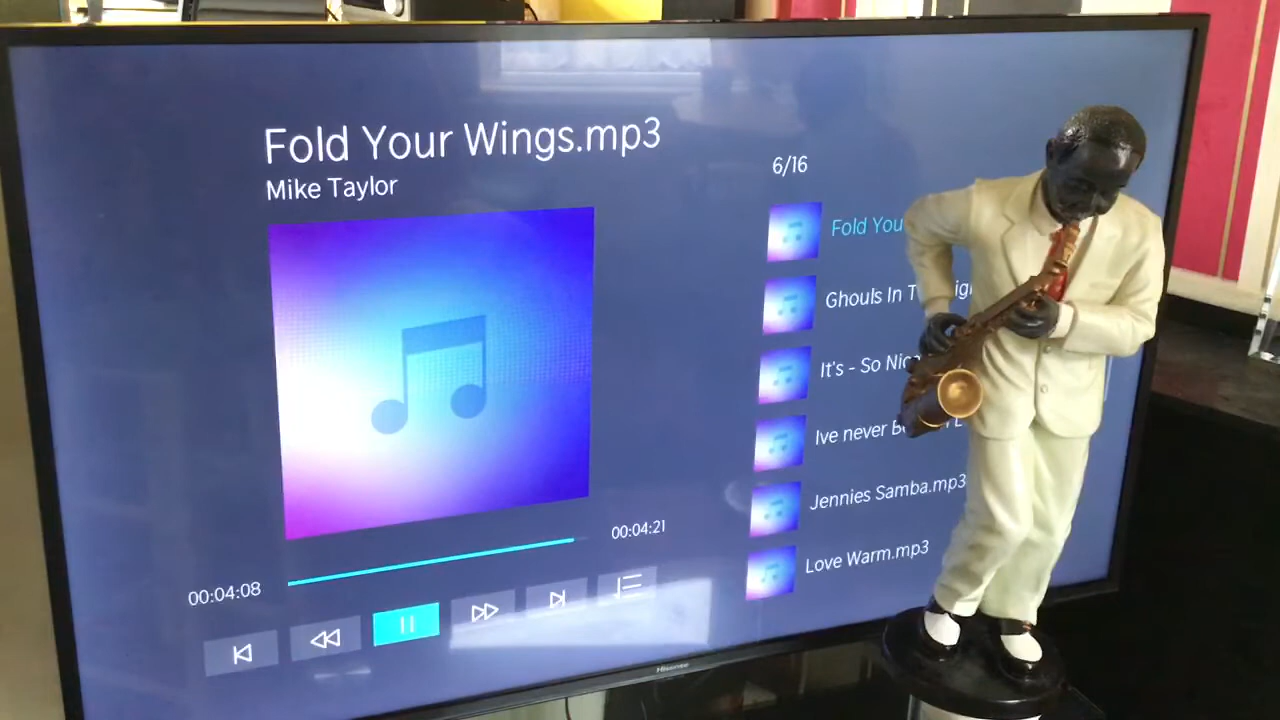 Fold Your Wings.mp3
Mike Taylor
6/16
Fold You
Ghouls In T
It's - So Nic
Ive never B
Jennies Samba.mp3
Love Warm.mp3
00:04:21
00:04:08
Hisense